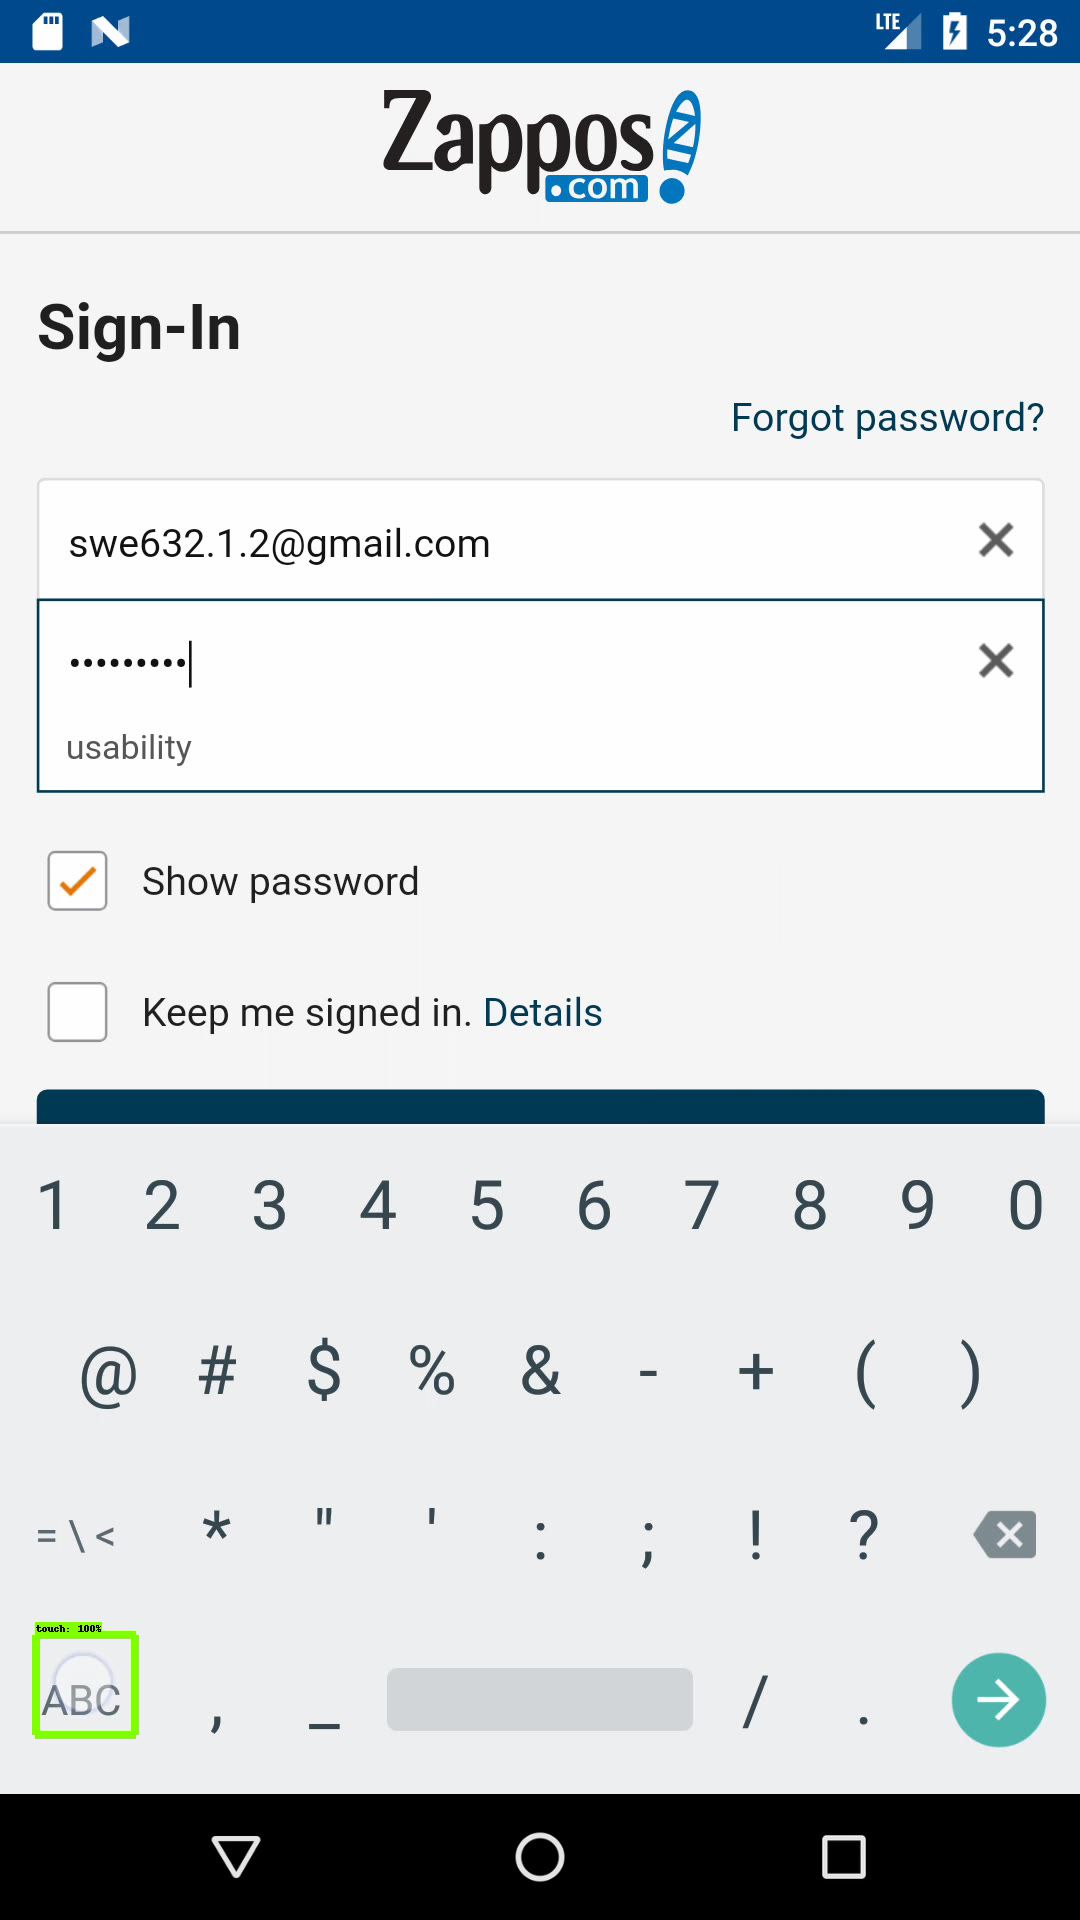 LTE 5:28
Zappos
.com
Sign-In
Forgot password?
swe632.1.2@gmail.com
•••••••••
usability
Show password
Keep me signed in. Details
1 2 3 4 5 6 7 8 9 0
@ # $ % & - + ( )
= \ < * " ' : ; ! ?
touch: 100%
ABC , _ / .